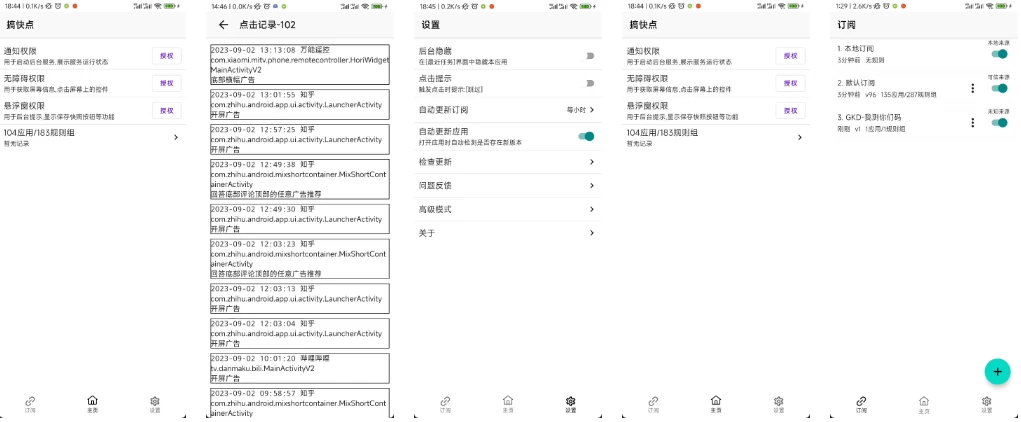 18:44 | 0.1K/s
搞快点
通知权限
用于启动后台服务,展示服务运行状态
授权
无障碍权限
用于获取屏幕信息,点击屏幕上的控件
授权
悬浮窗权限
用于后台提示,显示保存快照按钮等功能
授权
104应用/183规则组
暂无记录
订阅
主页
设置
14:46 | 0.0K/s
点击记录-102
2023-09-02 13:13:08 万能遥控
com.xiaomi.mitv.phone.remotecontroller.HoriWidget
MainActivityV2
底部横幅广告
2023-09-02 13:01:55 知乎
com.zhihu.android.app.ui.activity.LauncherActivity
开屏广告
2023-09-02 12:57:25 知乎
com.zhihu.android.app.ui.activity.LauncherActivity
开屏广告
2023-09-02 12:49:38 知乎
com.zhihu.android.mixshortcontainer.MixShortCont
ainerActivity
回答底部评论顶部的任意广告推荐
2023-09-02 12:49:30 知乎
com.zhihu.android.app.ui.activity.LauncherActivity
开屏广告
2023-09-02 12:03:23 知乎
com.zhihu.android.mixshortcontainer.MixShortCont
ainerActivity
回答底部评论顶部的任意广告推荐
2023-09-02 12:03:13 知乎
com.zhihu.android.app.ui.activity.LauncherActivity
开屏广告
2023-09-02 12:03:04 知乎
com.zhihu.android.app.ui.activity.LauncherActivity
开屏广告
2023-09-02 10:01:20 哔哩哔哩
tv.danmaku.bili.MainActivityV2
开屏广告
2023-09-02 09:58:57 知乎
com.zhihu.android.mixshortcontainer.MixShortCont
ainerActivity
18:45 | 0.2K/s
设置
后台隐藏
在[最近任务]界面中隐藏本应用
点击提示
触发点击时提示:[跳过]
自动更新订阅
每小时
自动更新应用
打开应用时自动检测是否存在新版本
检查更新
问题反馈
高级模式
关于
订阅
主页
设置
18:44 | 0.1K/s
搞快点
通知权限
用于启动后台服务,展示服务运行状态
授权
无障碍权限
用于获取屏幕信息,点击屏幕上的控件
授权
悬浮窗权限
用于后台提示,显示保存快照按钮等功能
授权
104应用/183规则组
暂无记录
订阅
主页
设置
1:29 | 2.6K/s
订阅
1. 本地订阅
3分钟前 无规则
本地来源
2. 默认订阅
3分钟前 v96 135应用/287规则组
可信来源
3. GKD-我测你们码
刚刚 v1 1应用/1规则组
未知来源
订阅
主页
设置